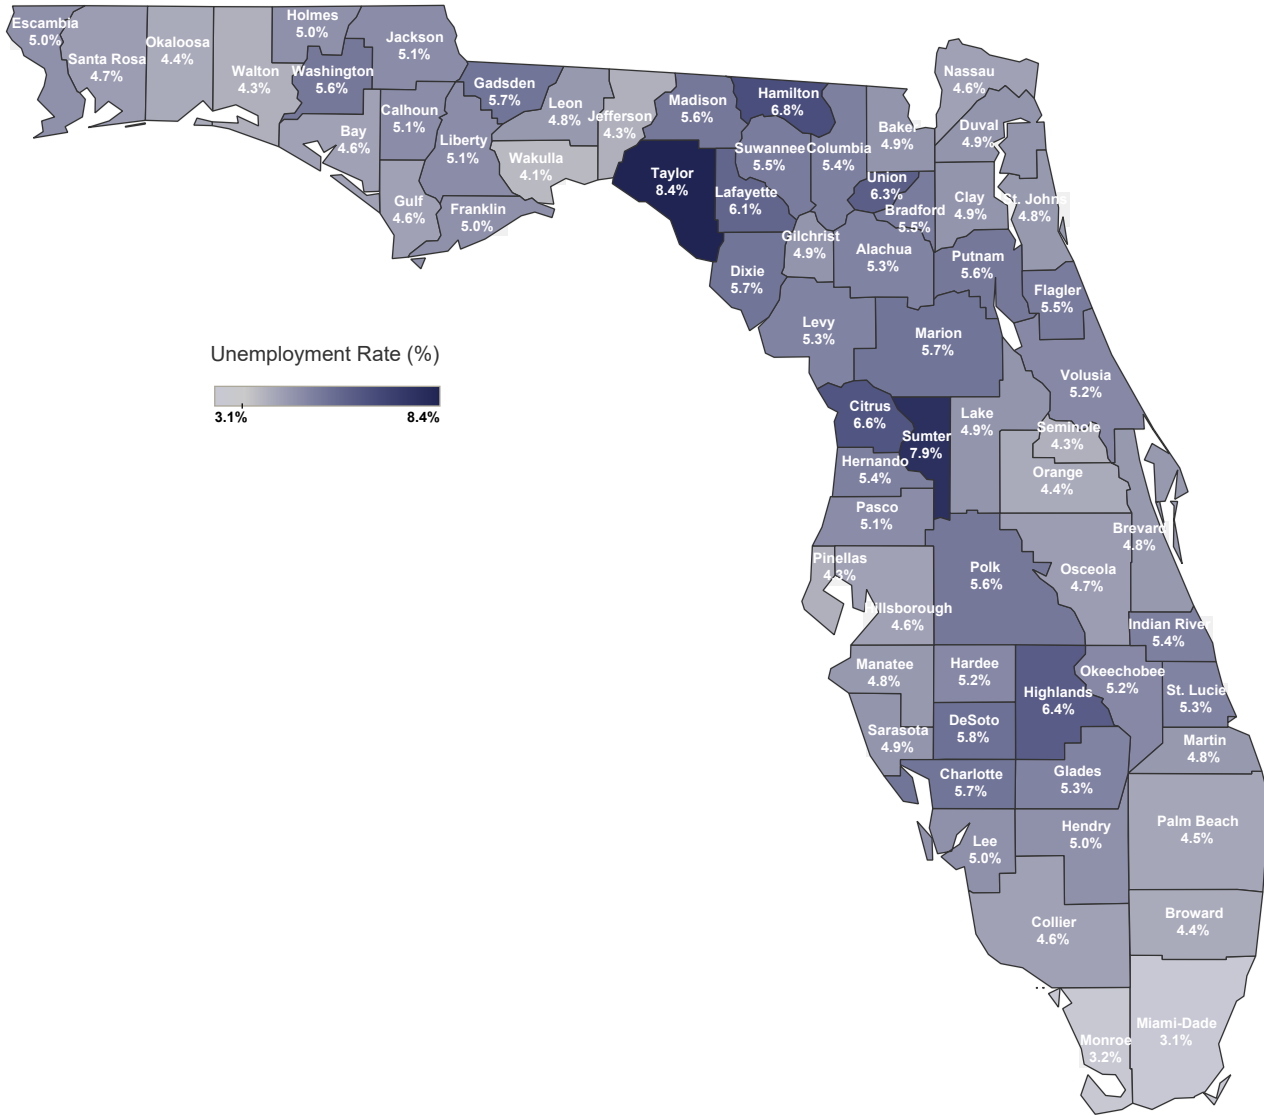 Escambia
5.0%
Santa Rosa
4.7%
Okaloosa
4.4%
Walton
4.3%
Holmes
5.0%
Washington
5.6%
Jackson
5.1%
Bay
4.6%
Calhoun
5.1%
Gulf
4.6%
Liberty
5.1%
Gadsden
5.7%
Franklin
5.0%
Leon
4.8%
Wakulla
4.1%
Jefferson
4.3%
Madison
5.6%
Taylor
8.4%
Hamilton
6.8%
Suwannee
5.5%
Lafayette
6.1%
Dixie
5.7%
Columbia
5.4%
Gilchrist
4.9%
Baker
4.9%
Union
6.3%
Bradford
5.5%
Alachua
5.3%
Nassau
4.6%
Duval
4.9%
Clay
4.9%
St. Johns
4.8%
Putnam
5.6%
Flagler
5.5%
Levy
5.3%
Marion
5.7%
Volusia
5.2%
Unemployment Rate (%)
3.1%
8.4%
Citrus
6.6%
Sumter
7.9%
Lake
4.9%
Seminole
4.3%
Hernando
5.4%
Orange
4.4%
Pasco
5.1%
Brevard
4.8%
Pinellas
4.3%
Hillsborough
4.6%
Polk
5.6%
Osceola
4.7%
Indian River
5.4%
Manatee
4.8%
Hardee
5.2%
Highlands
6.4%
Okeechobee
5.2%
St. Lucie
5.3%
Sarasota
4.9%
DeSoto
5.8%
Martin
4.8%
Charlotte
5.7%
Glades
5.3%
Lee
5.0%
Hendry
5.0%
Palm Beach
4.5%
Collier
4.6%
Broward
4.4%
Monroe
3.2%
Miami-Dade
3.1%